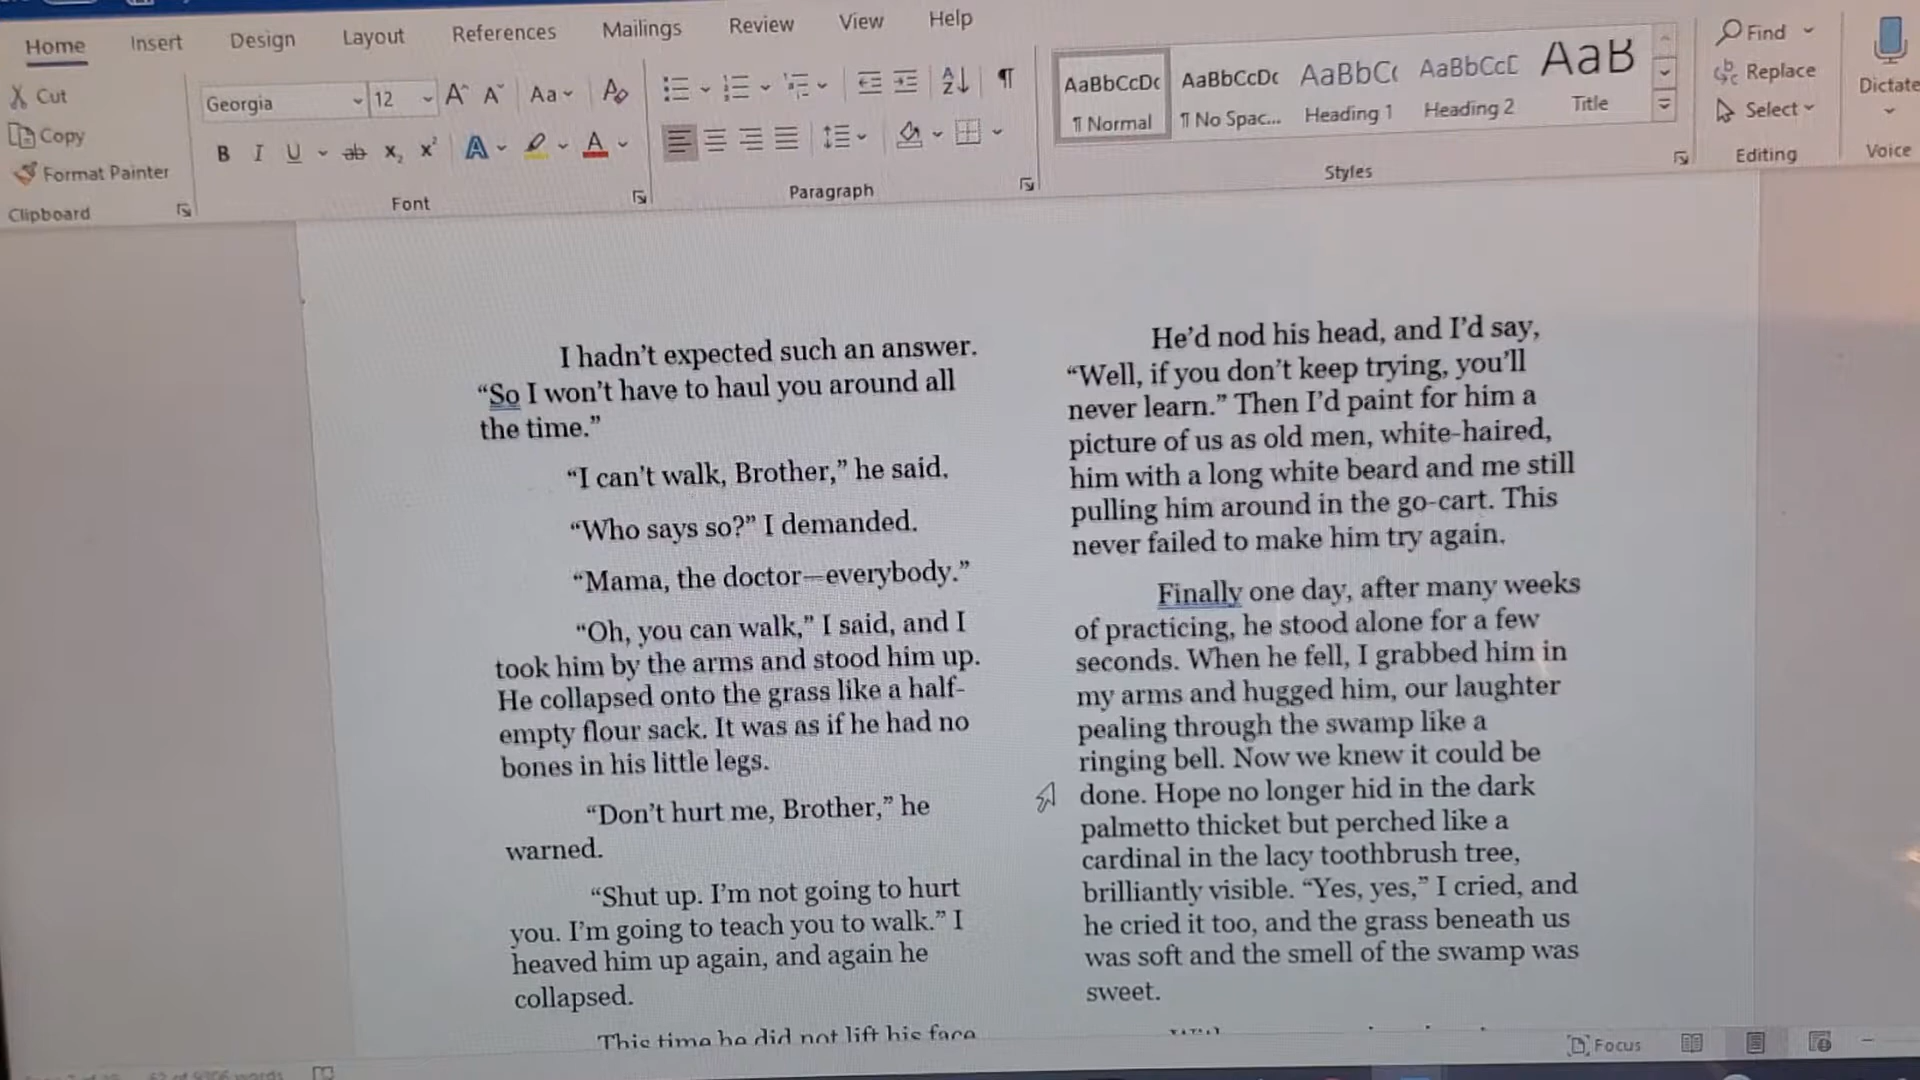 Home Insert Design Layout References Mailings Review View Help
Cut
Copy
Format Painter
Clipboard
Georgia 12
Font
Paragraph
AaBbCcDc AaBbCcDc AaBbCc AaBbCcD AaB
¶ Normal ¶ No Spac... Heading 1 Heading 2 Title
Styles
Find
Replace
Select
Editing
Dictate
Voice
I hadn’t expected such an answer.
“So I won’t have to haul you around all
the time.”
“I can’t walk, Brother,” he said.
“Who says so?” I demanded.
“Mama, the doctor—everybody.”
“Oh, you can walk,” I said, and I
took him by the arms and stood him up.
He collapsed onto the grass like a half-
empty flour sack. It was as if he had no
bones in his little legs.
“Don’t hurt me, Brother,” he
warned.
“Shut up. I’m not going to hurt
you. I’m going to teach you to walk.” I
heaved him up again, and again he
collapsed.
This time he did not lift his face
He’d nod his head, and I’d say,
“Well, if you don’t keep trying, you’ll
never learn.” Then I’d paint for him a
picture of us as old men, white-haired,
him with a long white beard and me still
pulling him around in the go-cart. This
never failed to make him try again.
Finally one day, after many weeks
of practicing, he stood alone for a few
seconds. When he fell, I grabbed him in
my arms and hugged him, our laughter
pealing through the swamp like a
ringing bell. Now we knew it could be
done. Hope no longer hid in the dark
palmetto thicket but perched like a
cardinal in the lacy toothbrush tree,
brilliantly visible. “Yes, yes,” I cried, and
he cried it too, and the grass beneath us
was soft and the smell of the swamp was
sweet.
Focus